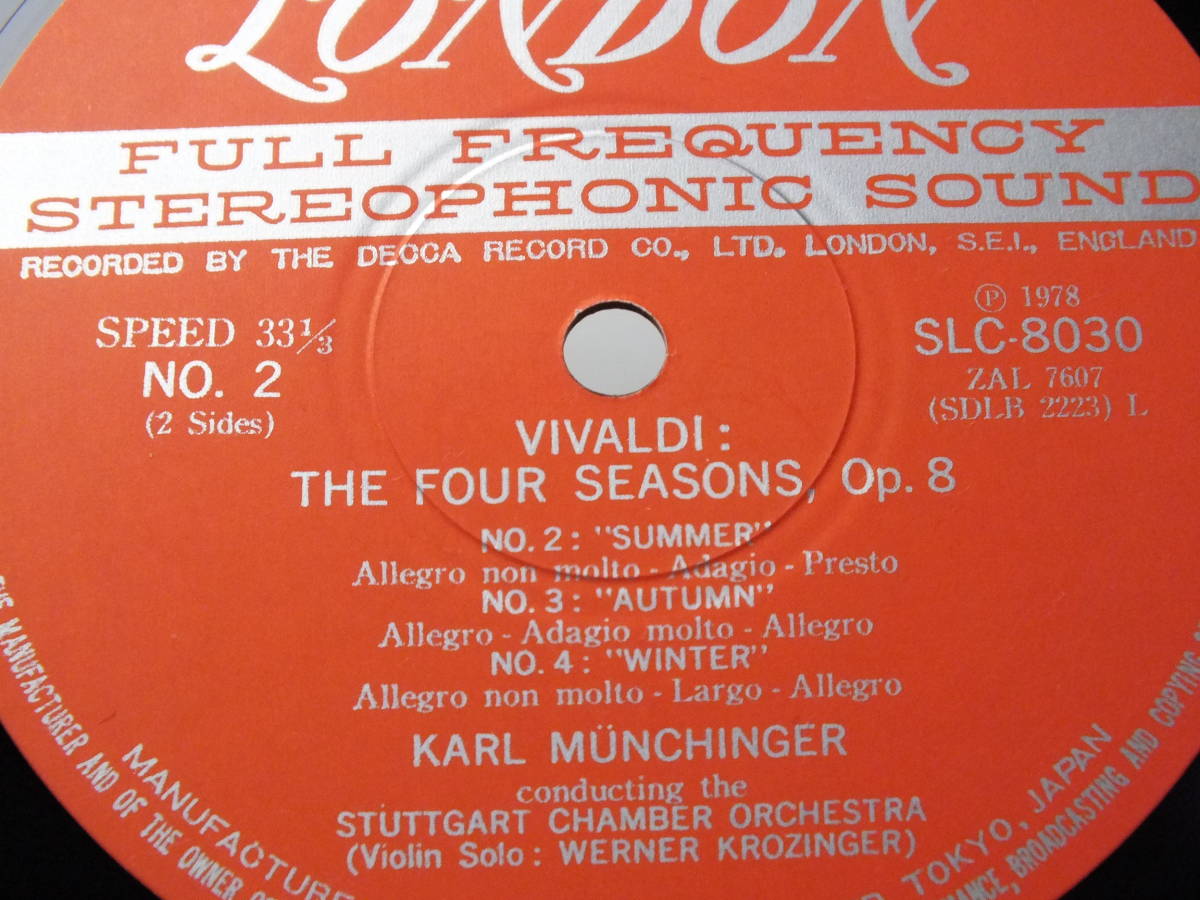 LONDON
FULL FREQUENCY
STEREOPHONIC SOUND
RECORDED BY THE DECCA RECORD CO., LTD. LONDON, S.E.I., ENGLAND
SPEED 33⅓
NO. 2
(2 Sides)
Ⓟ 1978
SLC-8030
ZAL 7607
(SDLB 2223) L
VIVALDI:
THE FOUR SEASONS, Op. 8
NO. 2: "SUMMER"
Allegro non molto - Adagio - Presto
NO. 3: "AUTUMN"
Allegro - Adagio molto - Allegro
NO. 4: "WINTER"
Allegro non molto - Largo - Allegro
KARL MÜNCHINGER
conducting the
STUTTGART CHAMBER ORCHESTRA
(Violin Solo: WERNER KROZINGER)
THE MANUFACTURER AND OF THE OWNER
MANUFACTURE
TOKYO, JAPAN
BROADCASTING AND COPYING